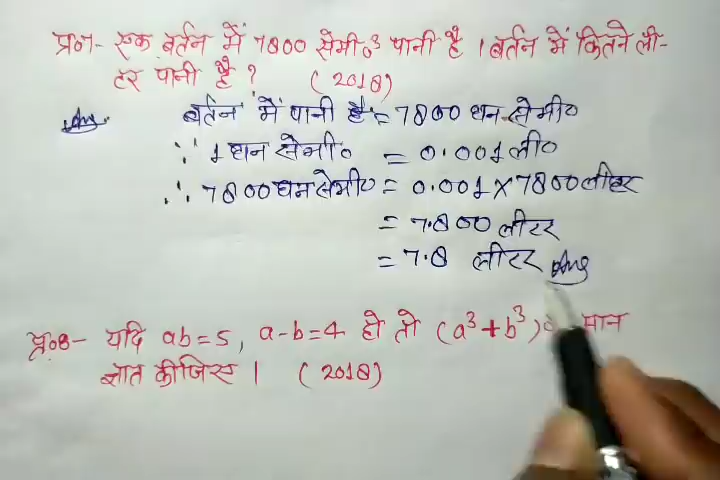 प्र०७- एक बर्तन में 7800 सेमी०³ पानी है । बर्तन में कितने ली-
टर पानी है ? (2018)
Ans. बर्तन में पानी है = 7800 घन सेमी०
∵ 1 घन सेमी० = 0.001 ली०
∴ 7800 घन सेमी० = 0.001 × 7800 लीटर
= 7.800 लीटर
= 7.8 लीटर Ans
प्र०८- यदि ab=5, a-b=4 हो तो (a³+b³) मान
ज्ञात कीजिए । (2018)